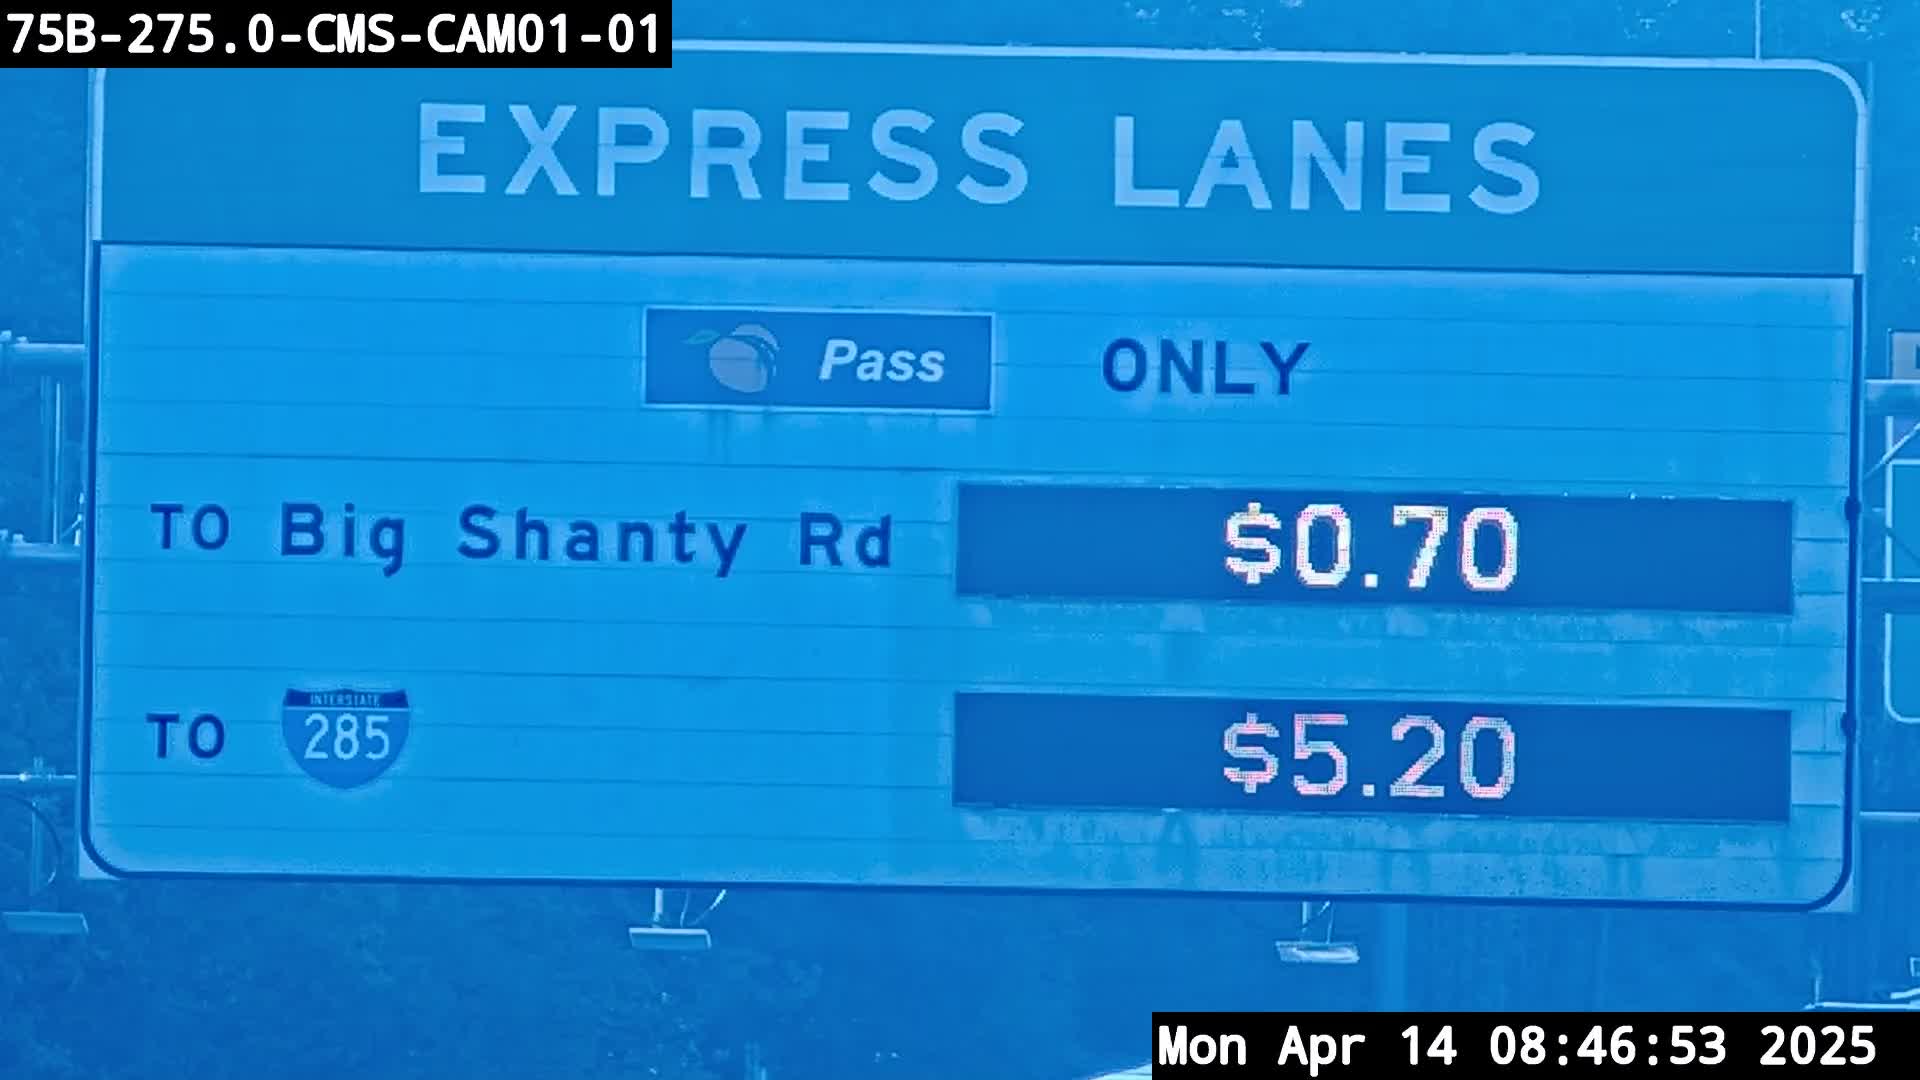 75B-275.0-CMS-CAM01-01
EXPRESS LANES
Pass ONLY
TO Big Shanty Rd $0.70
INTERSTATE
TO 285 $5.20
Mon Apr 14 08:46:53 2025